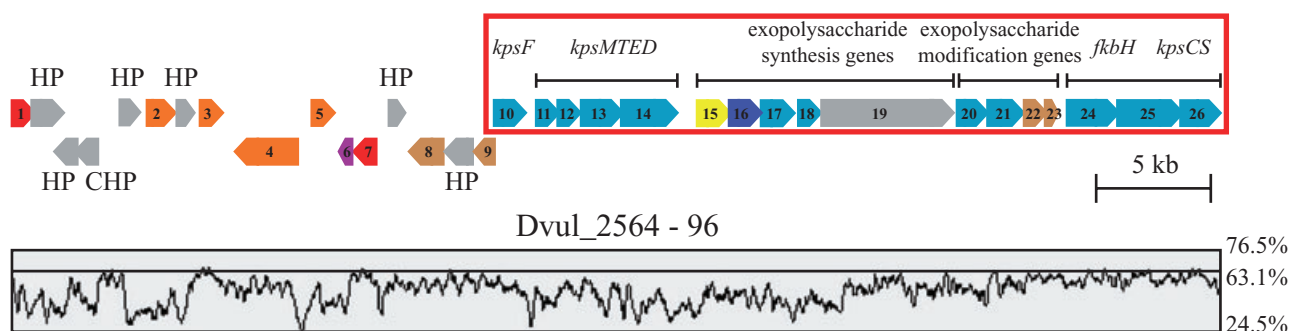 exopolysaccharide exopolysaccharide
kpsF kpsMTED synthesis genes modification genes fkbH kpsCS
HP HP HP HP
1 2 3 5 10 11 12 13 14 15 16 17 18 19 20 21 22 23 24 25 26
4 6 7 8 9
HP CHP HP
5 kb
Dvul_2564 - 96
76.5%
63.1%
24.5%